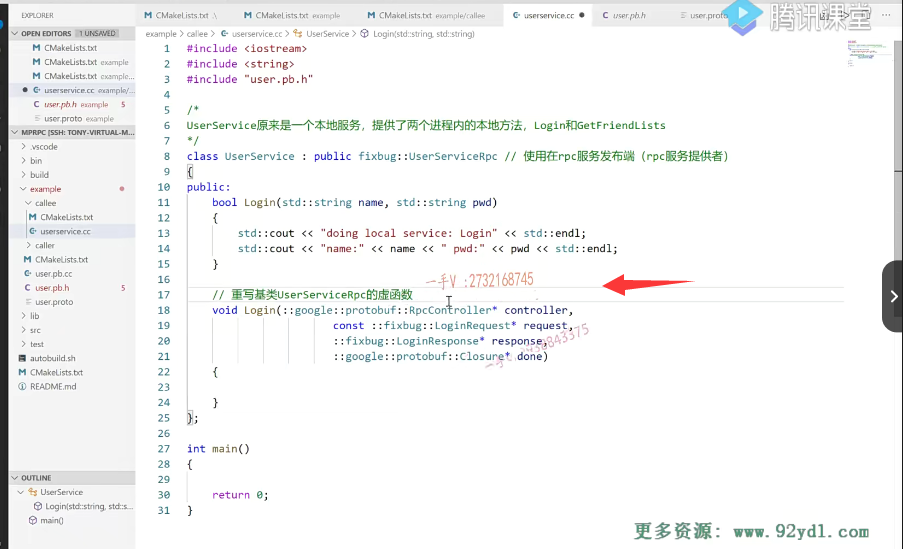 EXPLORER
OPEN EDITORS 1 UNSAVED
CMakeLists.txt
CMakeLists.txt example
CMakeLists.txt example...
userservice.cc example/...
user.pb.h example 5
user.proto example
MPRPC [SSH: TONY-VIRTUAL-M...
.vscode
bin
build
example
callee
CMakeLists.txt
userservice.cc
caller
CMakeLists.txt
user.pb.cc
user.pb.h 5
user.proto
lib
src
test
autobuild.sh
CMakeLists.txt
README.md
OUTLINE
UserService
Login(std::string, std::s...
main()
CMakeLists.txt .\
CMakeLists.txt example
CMakeLists.txt example/callee
userservice.cc
user.pb.h
user.proto
腾讯课堂
example > callee > userservice.cc > UserService > Login(std::string, std::string)
1 #include <iostream>
2 #include <string>
3 #include "user.pb.h"
4
5 /*
6 UserService原来是一个本地服务，提供了两个进程内的本地方法，Login和GetFriendLists
7 */
8 class UserService : public fixbug::UserServiceRpc // 使用在rpc服务发布端（rpc服务提供者）
9 {
10 public:
11 bool Login(std::string name, std::string pwd)
12 {
13 std::cout << "doing local service: Login" << std::endl;
14 std::cout << "name:" << name << " pwd:" << pwd << std::endl;
15 }
16
一手V :2732168745
17 // 重写基类UserServiceRpc的虚函数
18 void Login(::google::protobuf::RpcController* controller,
19 const ::fixbug::LoginRequest* request,
20 ::fixbug::LoginResponse* response,
21 ::google::protobuf::Closure* done)
22 {
23
24 }
25 };
26
27 int main()
28 {
29
30 return 0;
31 }
更多资源: www.92ydl.com